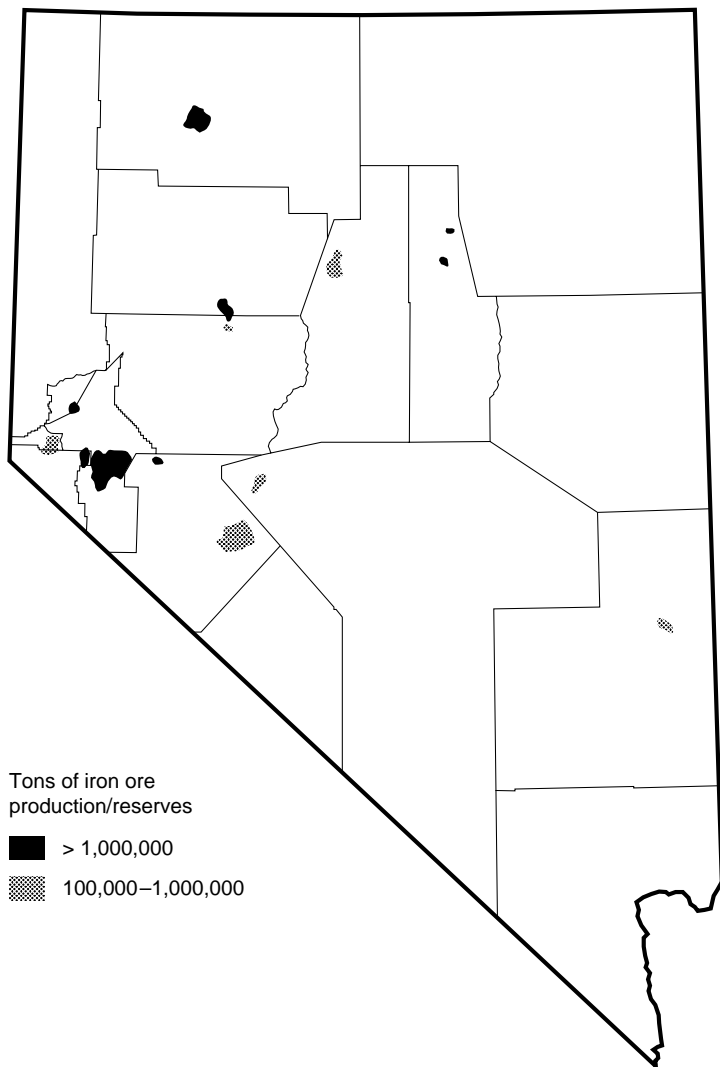 Tons of iron ore
production/reserves
> 1,000,000
100,000–1,000,000